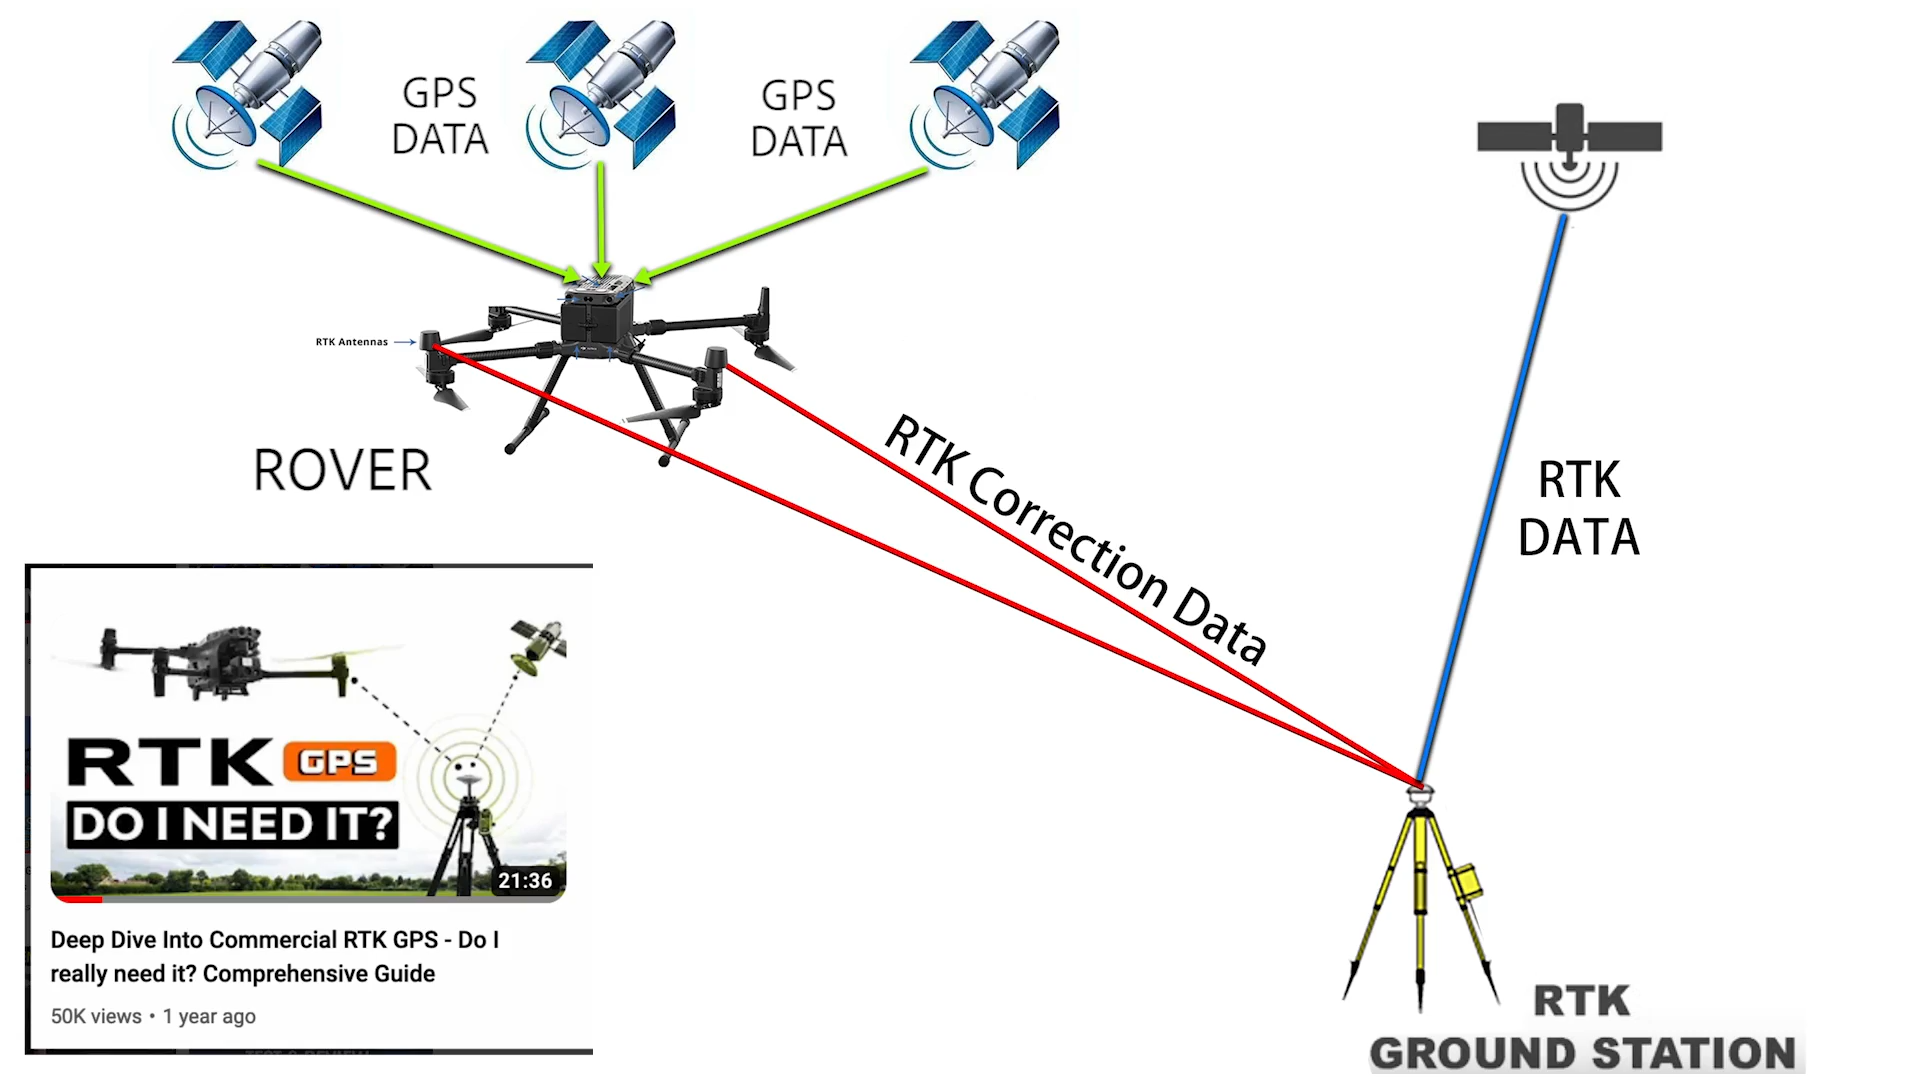 GPS
DATA
GPS
DATA
RTK Antennas
ROVER
RTK Correction Data
RTK
DATA
RTK GPS
DO I NEED IT?
21:36
Deep Dive Into Commercial RTK GPS - Do I
really need it? Comprehensive Guide
50K views • 1 year ago
RTK
GROUND STATION